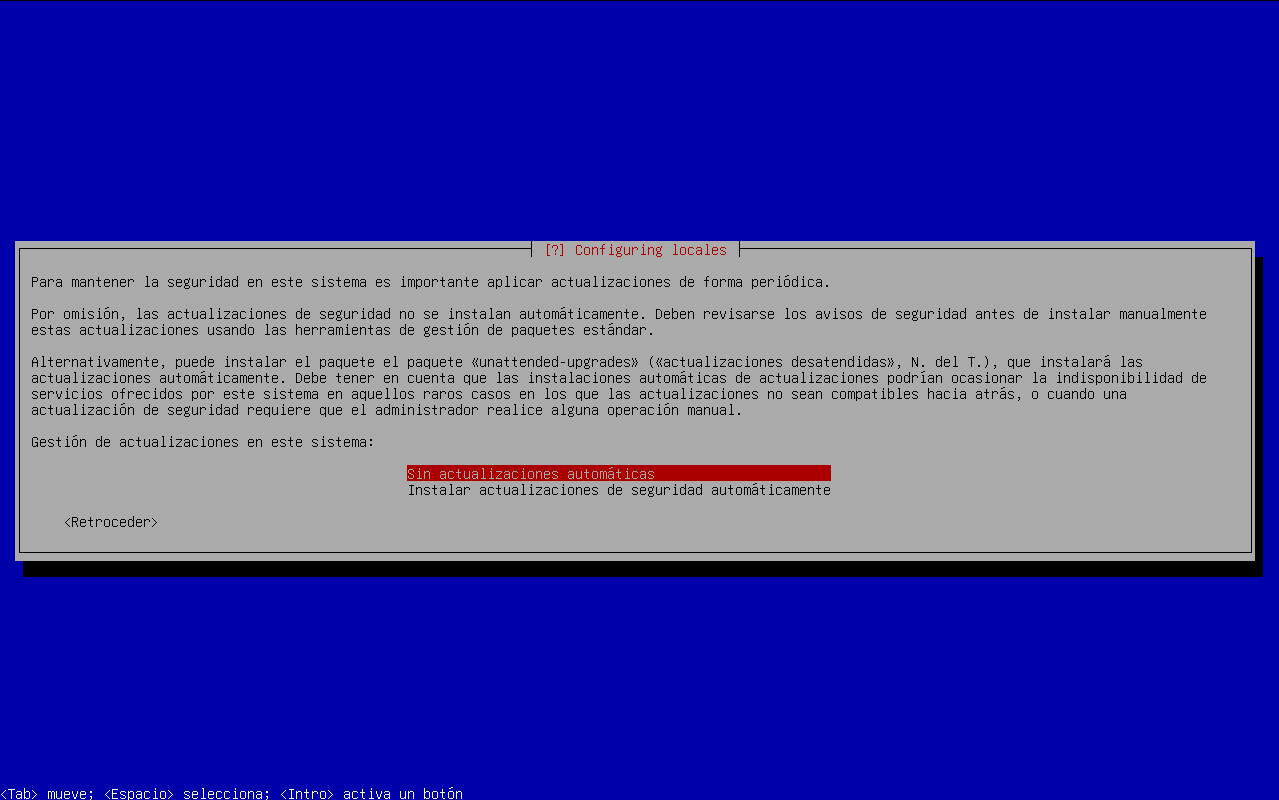 [?] Configuring locales
Para mantener la seguridad en este sistema es importante aplicar actualizaciones de forma periódica.
Por omisión, las actualizaciones de seguridad no se instalan automáticamente. Deben revisarse los avisos de seguridad antes de instalar manualmente
estas actualizaciones usando las herramientas de gestión de paquetes estándar.
Alternativamente, puede instalar el paquete el paquete «unattended-upgrades» («actualizaciones desatendidas», N. del T.), que instalará las
actualizaciones automáticamente. Debe tener en cuenta que las instalaciones automáticas de actualizaciones podrían ocasionar la indisponibilidad de
servicios ofrecidos por este sistema en aquellos raros casos en los que las actualizaciones no sean compatibles hacia atrás, o cuando una
actualización de seguridad requiere que el administrador realice alguna operación manual.
Gestión de actualizaciones en este sistema:
Sin actualizaciones automáticas
Instalar actualizaciones de seguridad automáticamente
<Retroceder>
<Tab> mueve; <Espacio> selecciona; <Intro> activa un botón